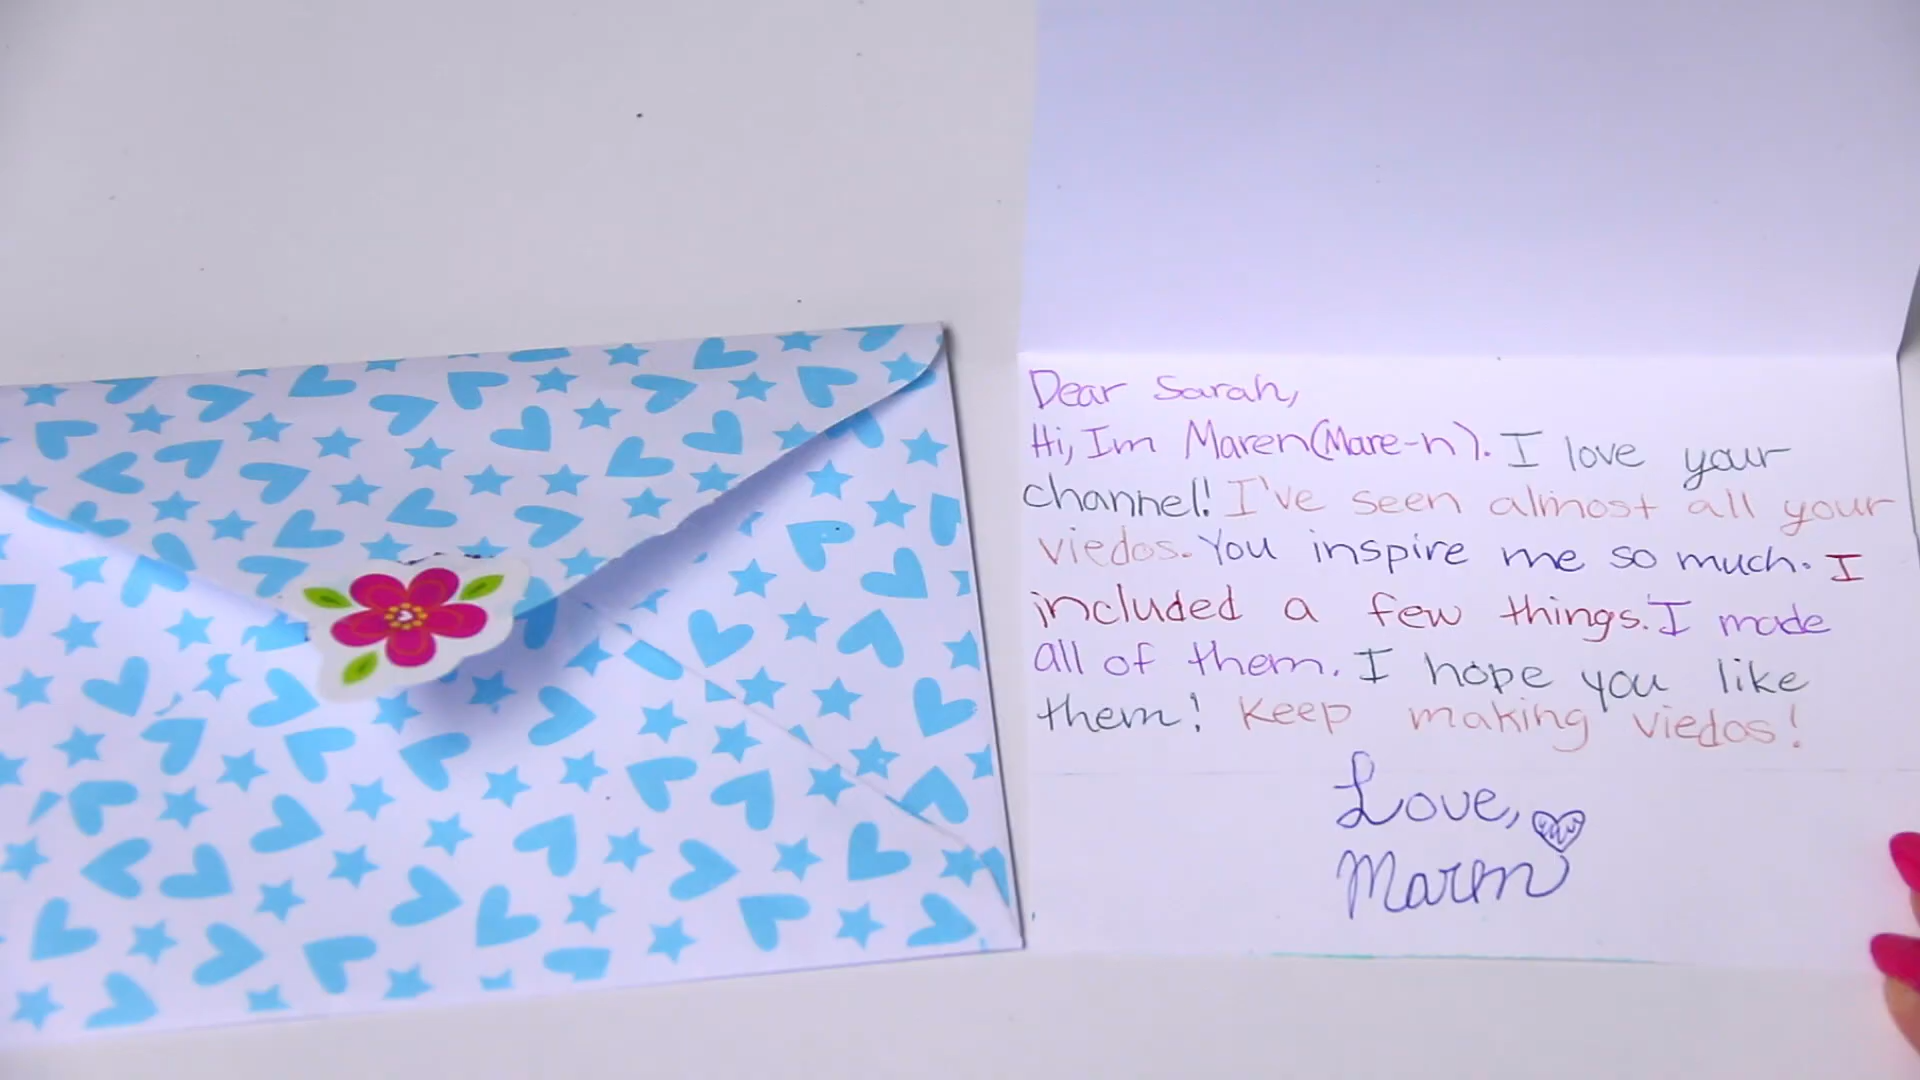 Dear Sarah,
Hi, Im Maren(Mare-n). I love your
channel! I've seen almost all your
viedos. You inspire me so much. I
included a few things. I made
all of them. I hope you like
them! Keep making viedos!
Love,
Maren